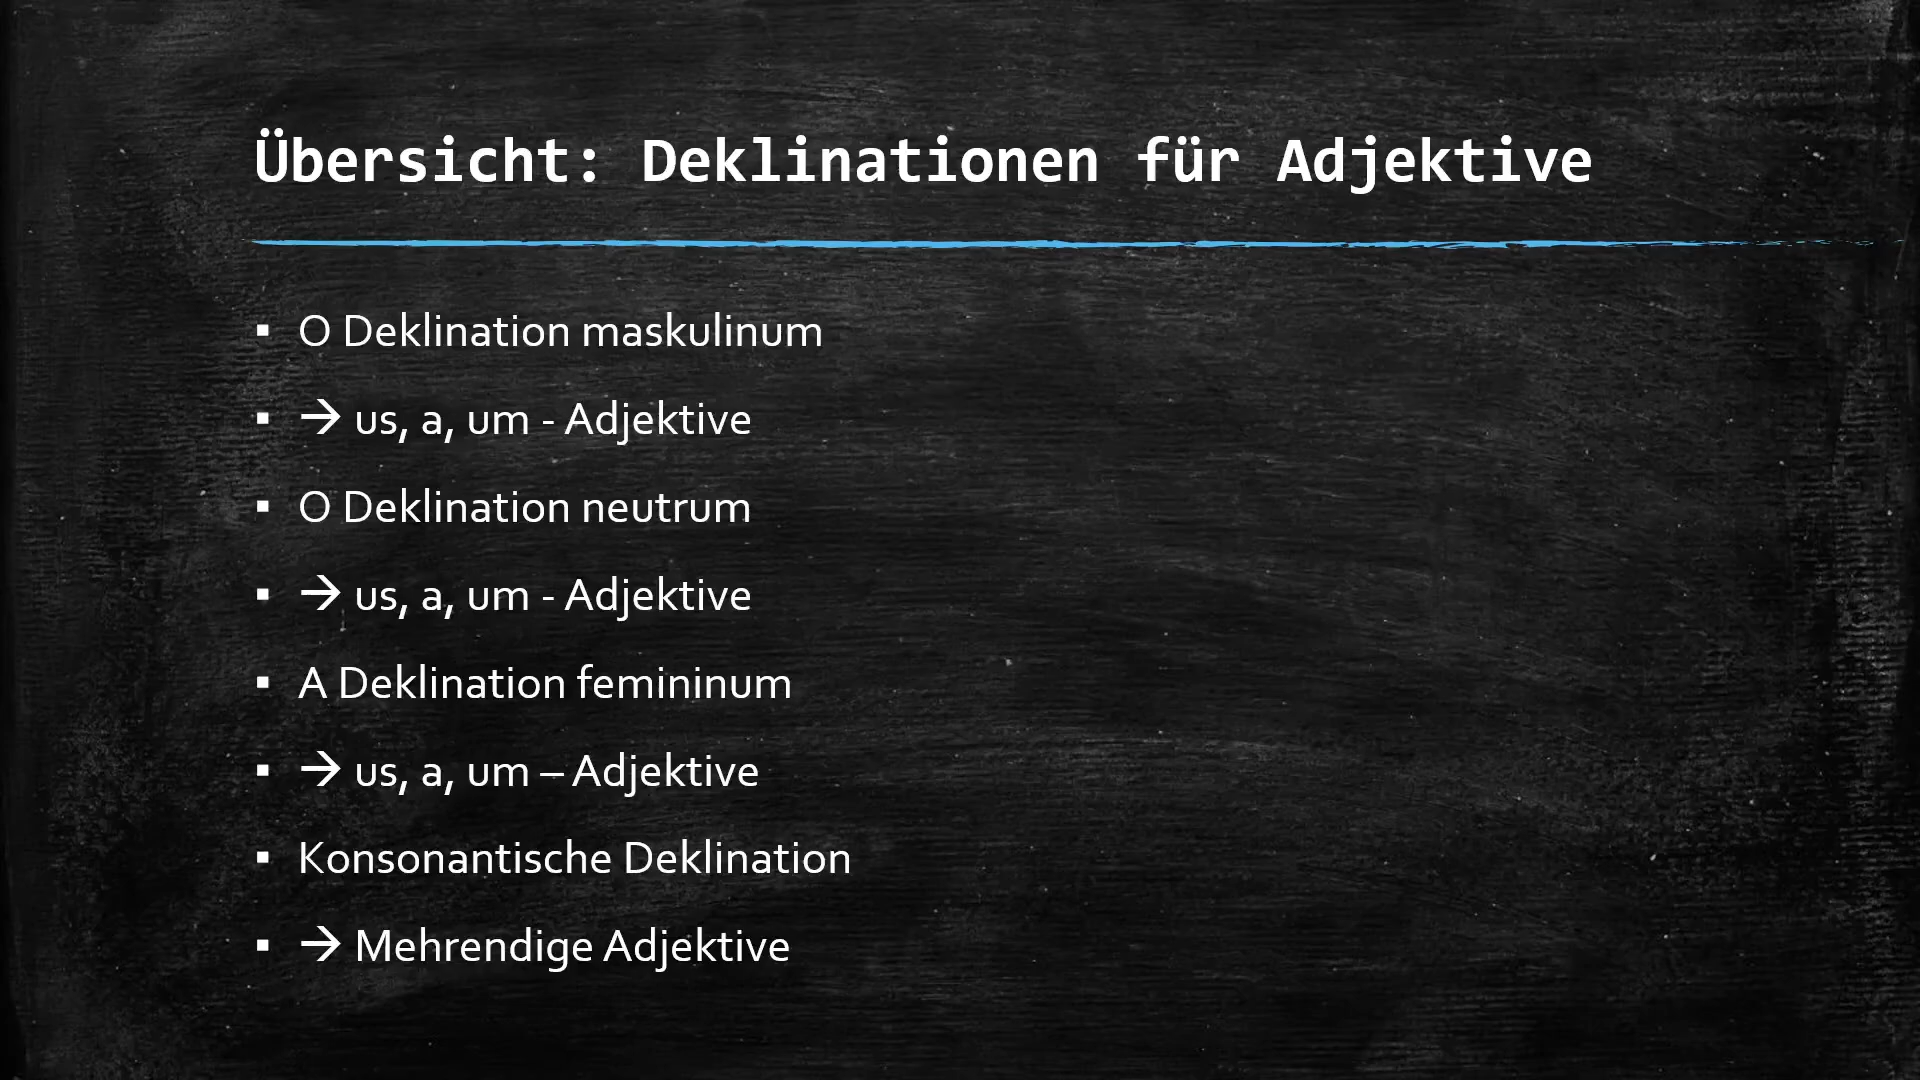 Übersicht: Deklinationen für Adjektive
▪ O Deklination maskulinum
▪ → us, a, um - Adjektive
▪ O Deklination neutrum
▪ → us, a, um - Adjektive
▪ A Deklination femininum
▪ → us, a, um – Adjektive
▪ Konsonantische Deklination
▪ → Mehrendige Adjektive